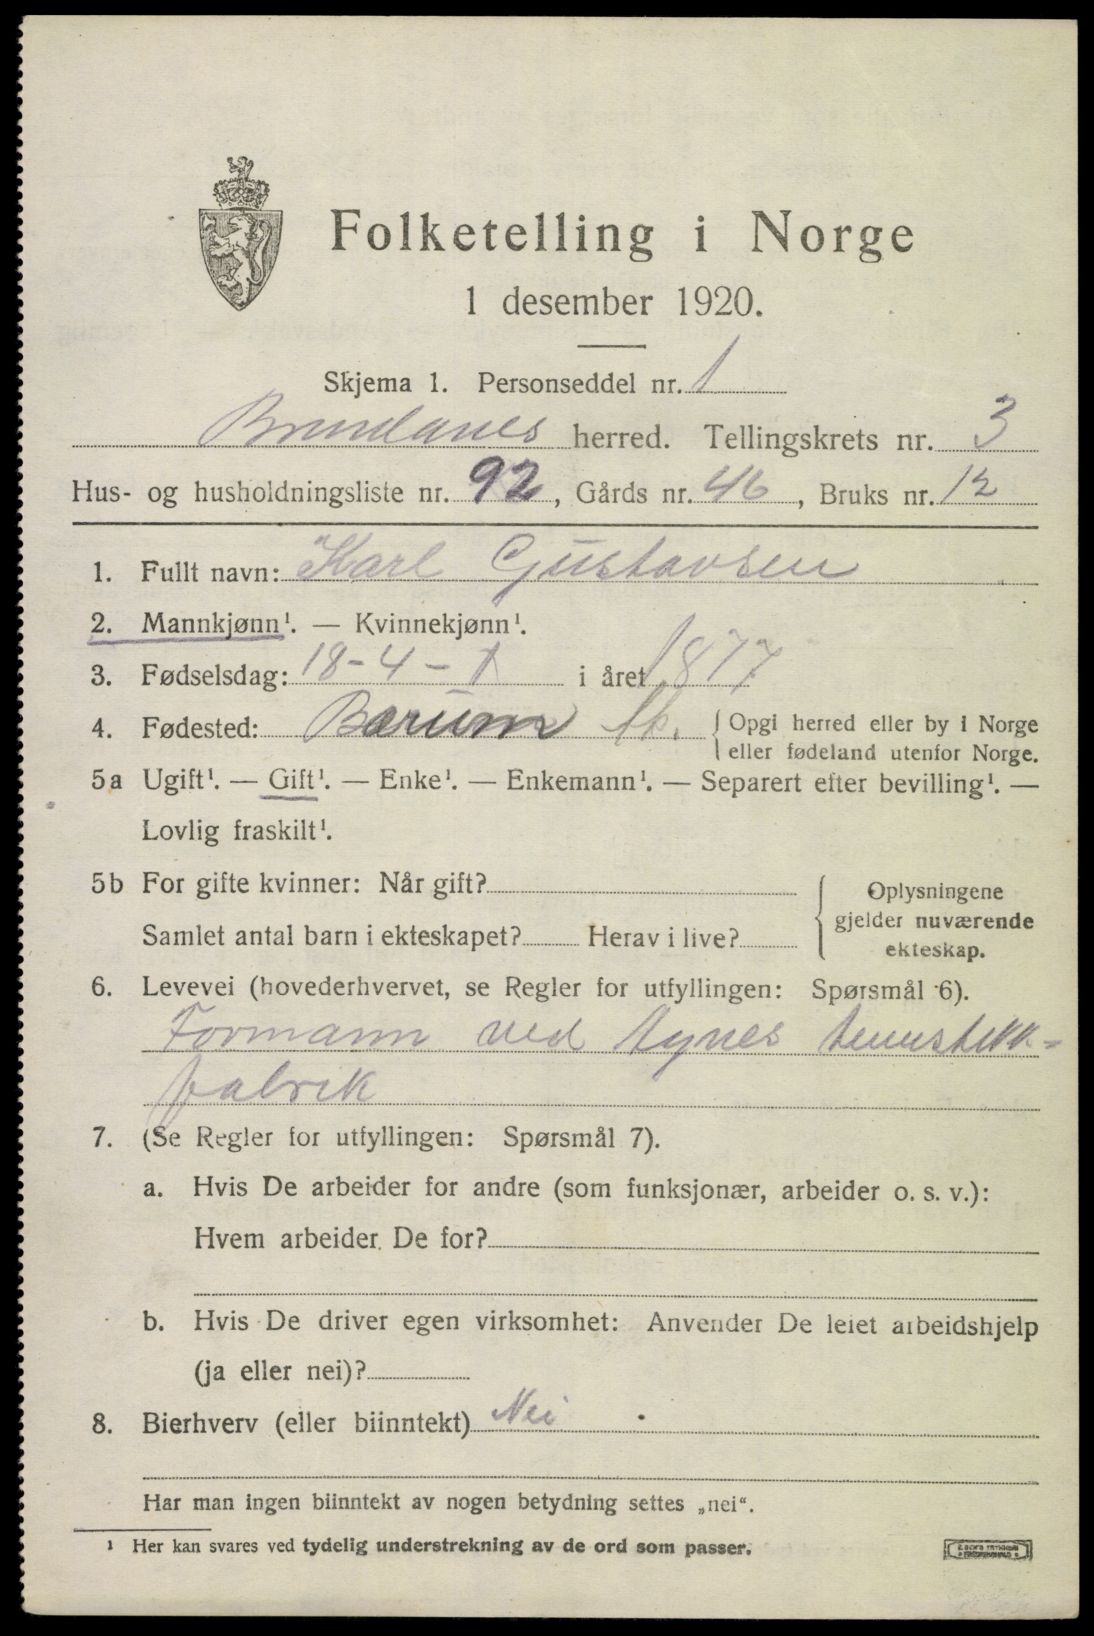 Folketelling i Norge
1 desember 1920.
Skjema 1. Personseddel nr. 1
Brunlanes herred. Tellingskrets nr. 3
Hus- og husholdningsliste nr. 92, Gårds nr. 46, Bruks nr. 12
1. Fullt navn: Karl Gustavsen
2. Mannkjønn¹. — Kvinnekjønn¹.
3. Fødselsdag: 18-4- i året 1877
4. Fødested: Bærum { Opgi herred eller by i Norge
eller fødeland utenfor Norge.
5a Ugift¹. — Gift¹. — Enke¹. — Enkemann¹. — Separert efter bevilling¹. —
Lovlig fraskilt¹.
5b For gifte kvinner: Når gift?
Samlet antal barn i ekteskapet? Herav i live?
Oplysningene
gjelder nuværende
ekteskap.
6. Levevei (hovederhvervet, se Regler for utfyllingen: Spørsmål 6).
Formann ved Agnes
fabrik
7. (Se Regler for utfyllingen: Spørsmål 7).
a. Hvis De arbeider for andre (som funksjonær, arbeider o. s. v.):
Hvem arbeider De for?
b. Hvis De driver egen virksomhet: Anvender De leiet arbeidshjelp
(ja eller nei)?
8. Bierhverv (eller biinntekt) Nei
Har man ingen biinntekt av nogen betydning settes „nei".
¹ Her kan svares ved tydelig understrekning av de ord som passer.